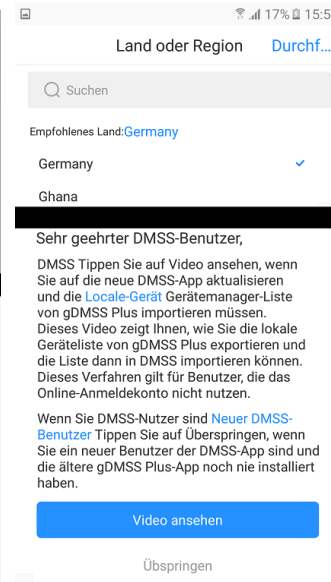 17% 15:5
Land oder Region Durchf...
Suchen
Empfohlenes Land:Germany
Germany
Ghana
Sehr geehrter DMSS-Benutzer,
DMSS Tippen Sie auf Video ansehen, wenn
Sie auf die neue DMSS-App aktualisieren
und die Locale-Gerät Gerätemanager-Liste
von gDMSS Plus importieren müssen.
Dieses Video zeigt Ihnen, wie Sie die lokale
Geräteliste von gDMSS Plus exportieren und
die Liste dann in DMSS importieren können.
Dieses Verfahren gilt für Benutzer, die das
Online-Anmeldekonto nicht nutzen.
Wenn Sie DMSS-Nutzer sind Neuer DMSS-
Benutzer Tippen Sie auf Überspringen, wenn
Sie ein neuer Benutzer der DMSS-App sind und
die ältere gDMSS Plus-App noch nie installiert
haben.
Video ansehen
Übspringen